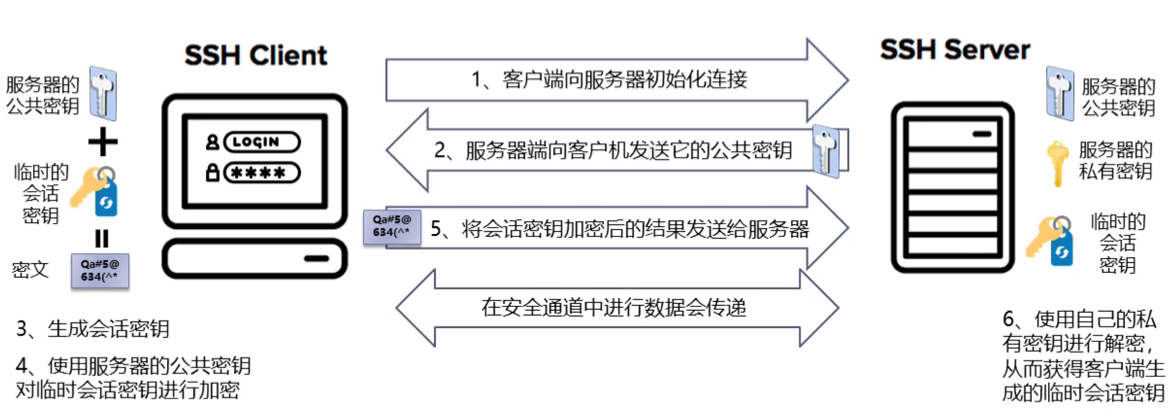 SSH Client
SSH Server
服务器的
公共密钥
临时的
会话
密钥
密文
Qa#5@
634(^*
LOGIN
****
3、生成会话密钥
4、使用服务器的公共密钥
对临时会话密钥进行加密
1、客户端向服务器初始化连接
2、服务器端向客户机发送它的公共密钥
Qa#5@
634(^*
5、将会话密钥加密后的结果发送给服务器
在安全通道中进行数据会传递
服务器的
公共密钥
服务器的
私有密钥
临时的
会话
密钥
6、使用自己的私
有密钥进行解密，
从而获得客户端生
成的临时会话密钥